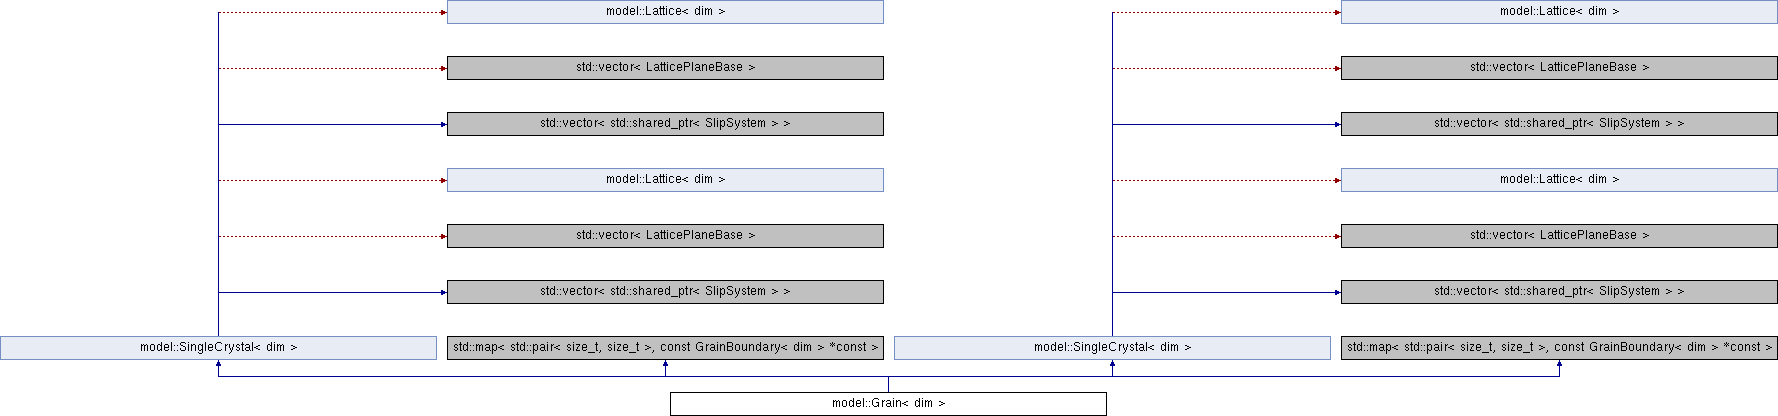 model::Lattice< dim >
model::Lattice< dim >
std::vector< LatticePlaneBase >
std::vector< LatticePlaneBase >
std::vector< std::shared_ptr< SlipSystem > >
std::vector< std::shared_ptr< SlipSystem > >
model::Lattice< dim >
model::Lattice< dim >
std::vector< LatticePlaneBase >
std::vector< LatticePlaneBase >
std::vector< std::shared_ptr< SlipSystem > >
std::vector< std::shared_ptr< SlipSystem > >
model::SingleCrystal< dim >
std::map< std::pair< size_t, size_t >, const GrainBoundary< dim > *const >
model::SingleCrystal< dim >
std::map< std::pair< size_t, size_t >, const GrainBoundary< dim > *const >
model::Grain< dim >